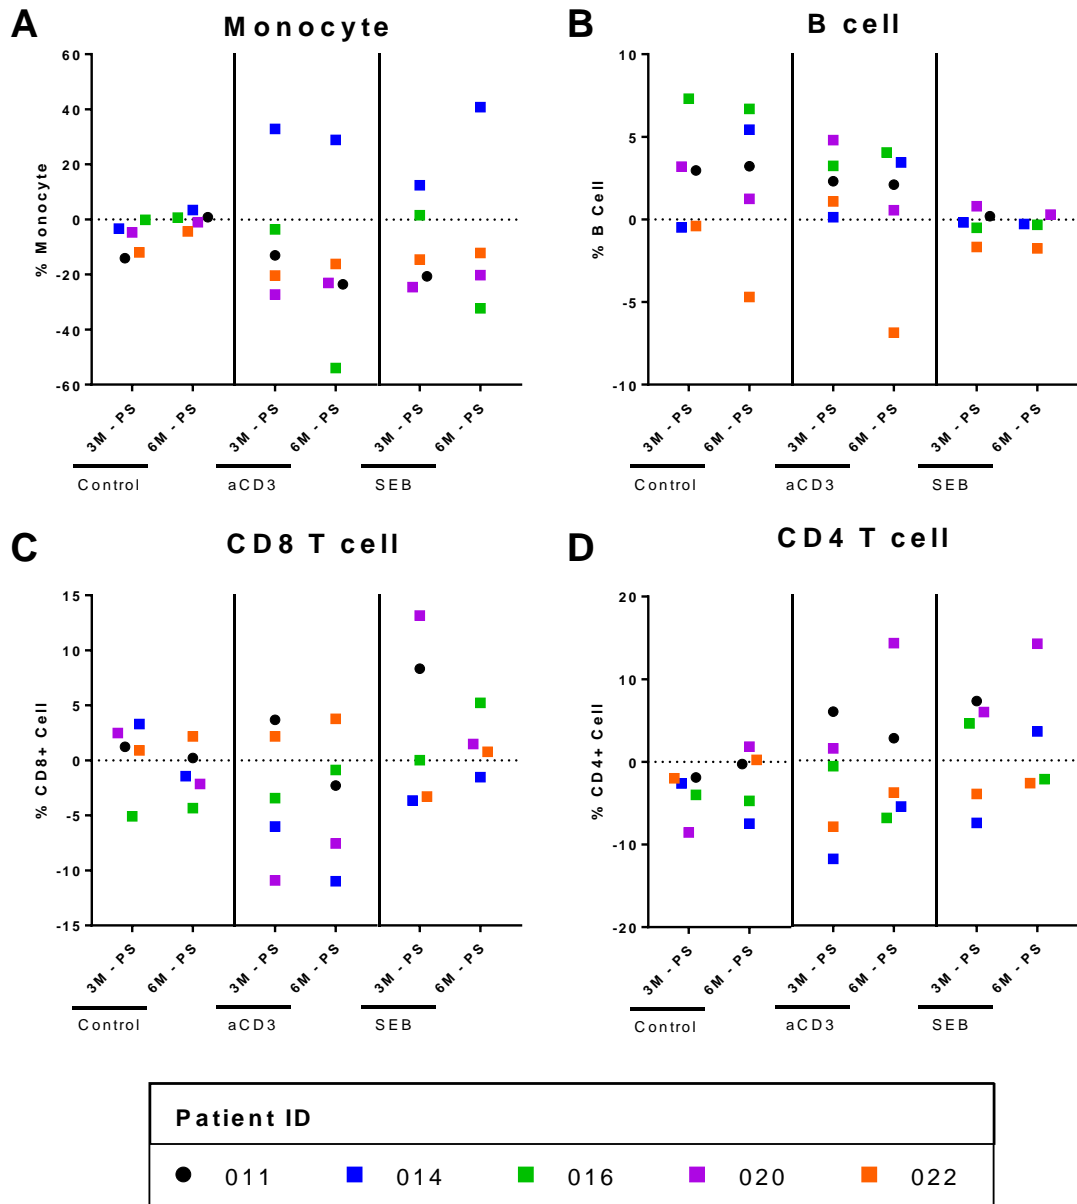 A
Monocyte
% Monocyte
60
40
20
0
-20
-40
-60
3M - PS
6M - PS
3M - PS
6M - PS
3M - PS
6M - PS
Control
aCD3
SEB
B
B cell
% B Cell
10
5
0
-5
-10
3M - PS
6M - PS
3M - PS
6M - PS
3M - PS
6M - PS
Control
aCD3
SEB
C
CD8 T cell
% CD8+ Cell
15
10
5
0
-5
-10
-15
3M - PS
6M - PS
3M - PS
6M - PS
3M - PS
6M - PS
Control
aCD3
SEB
D
CD4 T cell
% CD4+ Cell
20
10
0
-10
-20
3M - PS
6M - PS
3M - PS
6M - PS
3M - PS
6M - PS
Control
aCD3
SEB
Patient ID
011 014 016 020 022